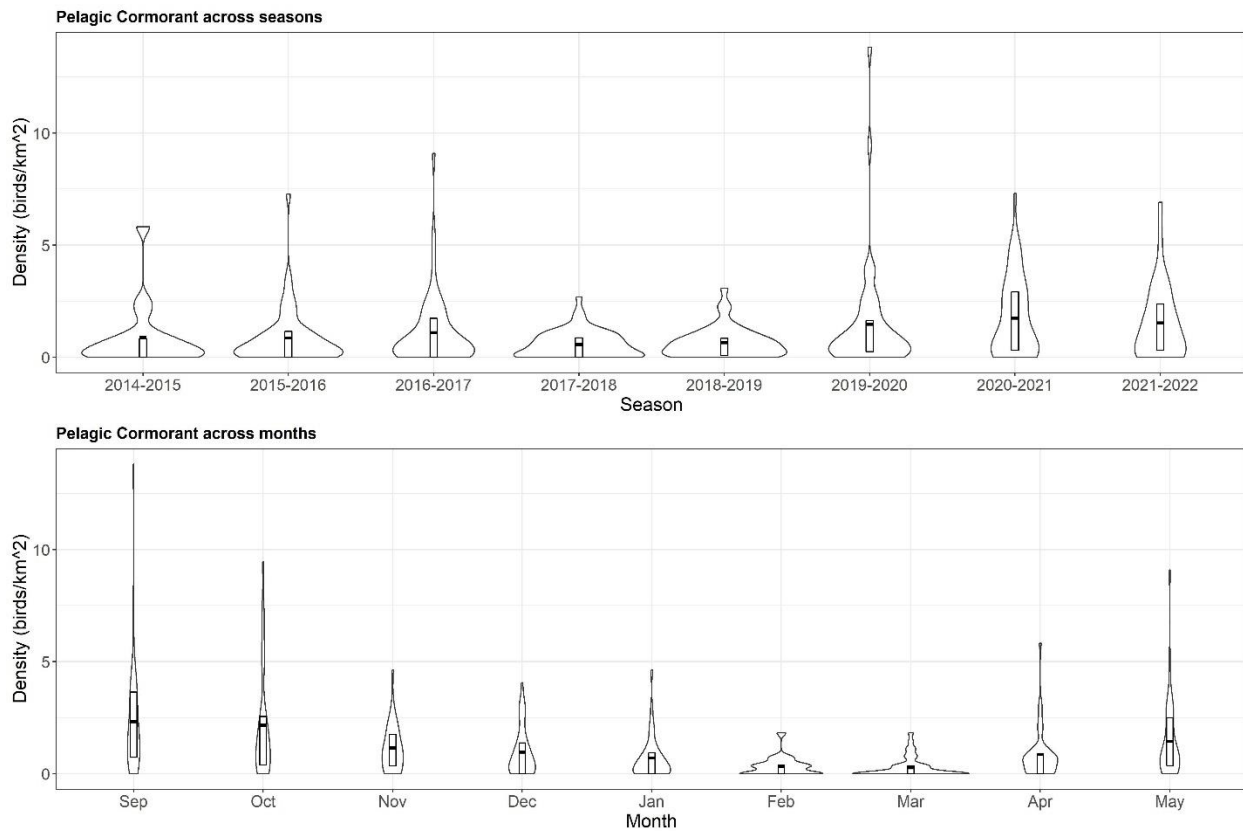 Pelagic Cormorant across seasons
Density (birds/km^2)
10
5
0
2014-2015 2015-2016 2016-2017 2017-2018 2018-2019 2019-2020 2020-2021 2021-2022
Season
Pelagic Cormorant across months
Density (birds/km^2)
10
5
0
Sep Oct Nov Dec Jan Feb Mar Apr May
Month